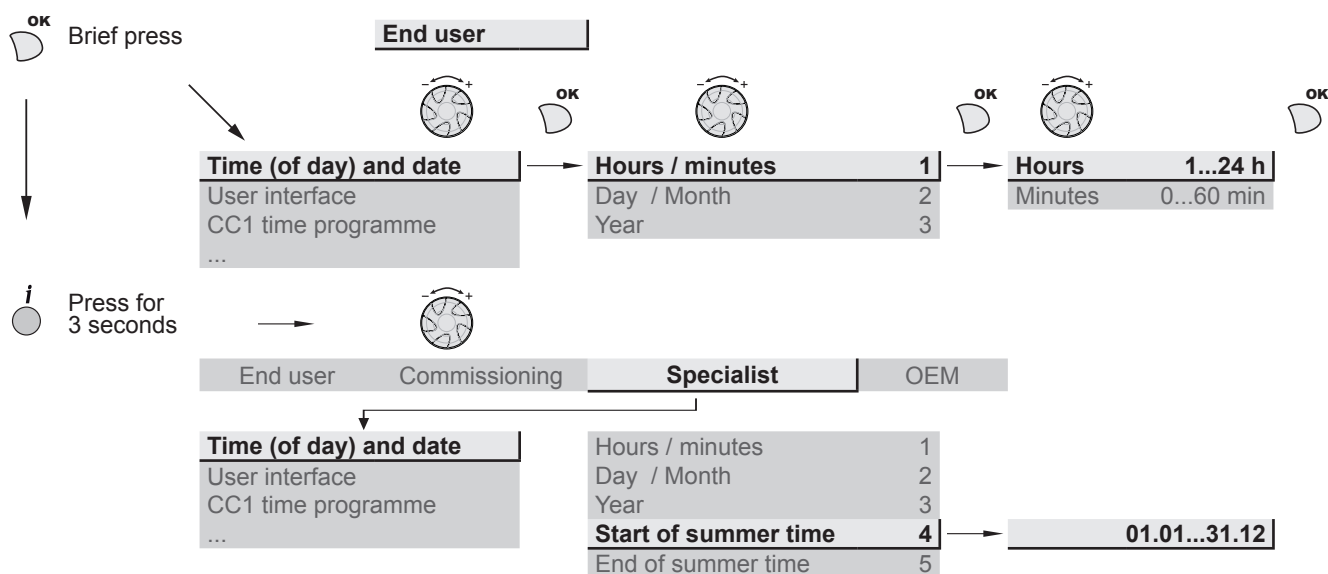 OK
Brief press
End user
- +
OK
- +
OK
- +
OK
Time (of day) and date
Hours / minutes 1
Hours 1...24 h
User interface
Day / Month 2
Minutes 0...60 min
CC1 time programme
Year 3
...
i
Press for
3 seconds
- +
End user Commissioning Specialist OEM
Time (of day) and date
Hours / minutes 1
User interface
Day / Month 2
CC1 time programme
Year 3
...
Start of summer time 4
01.01...31.12
End of summer time 5